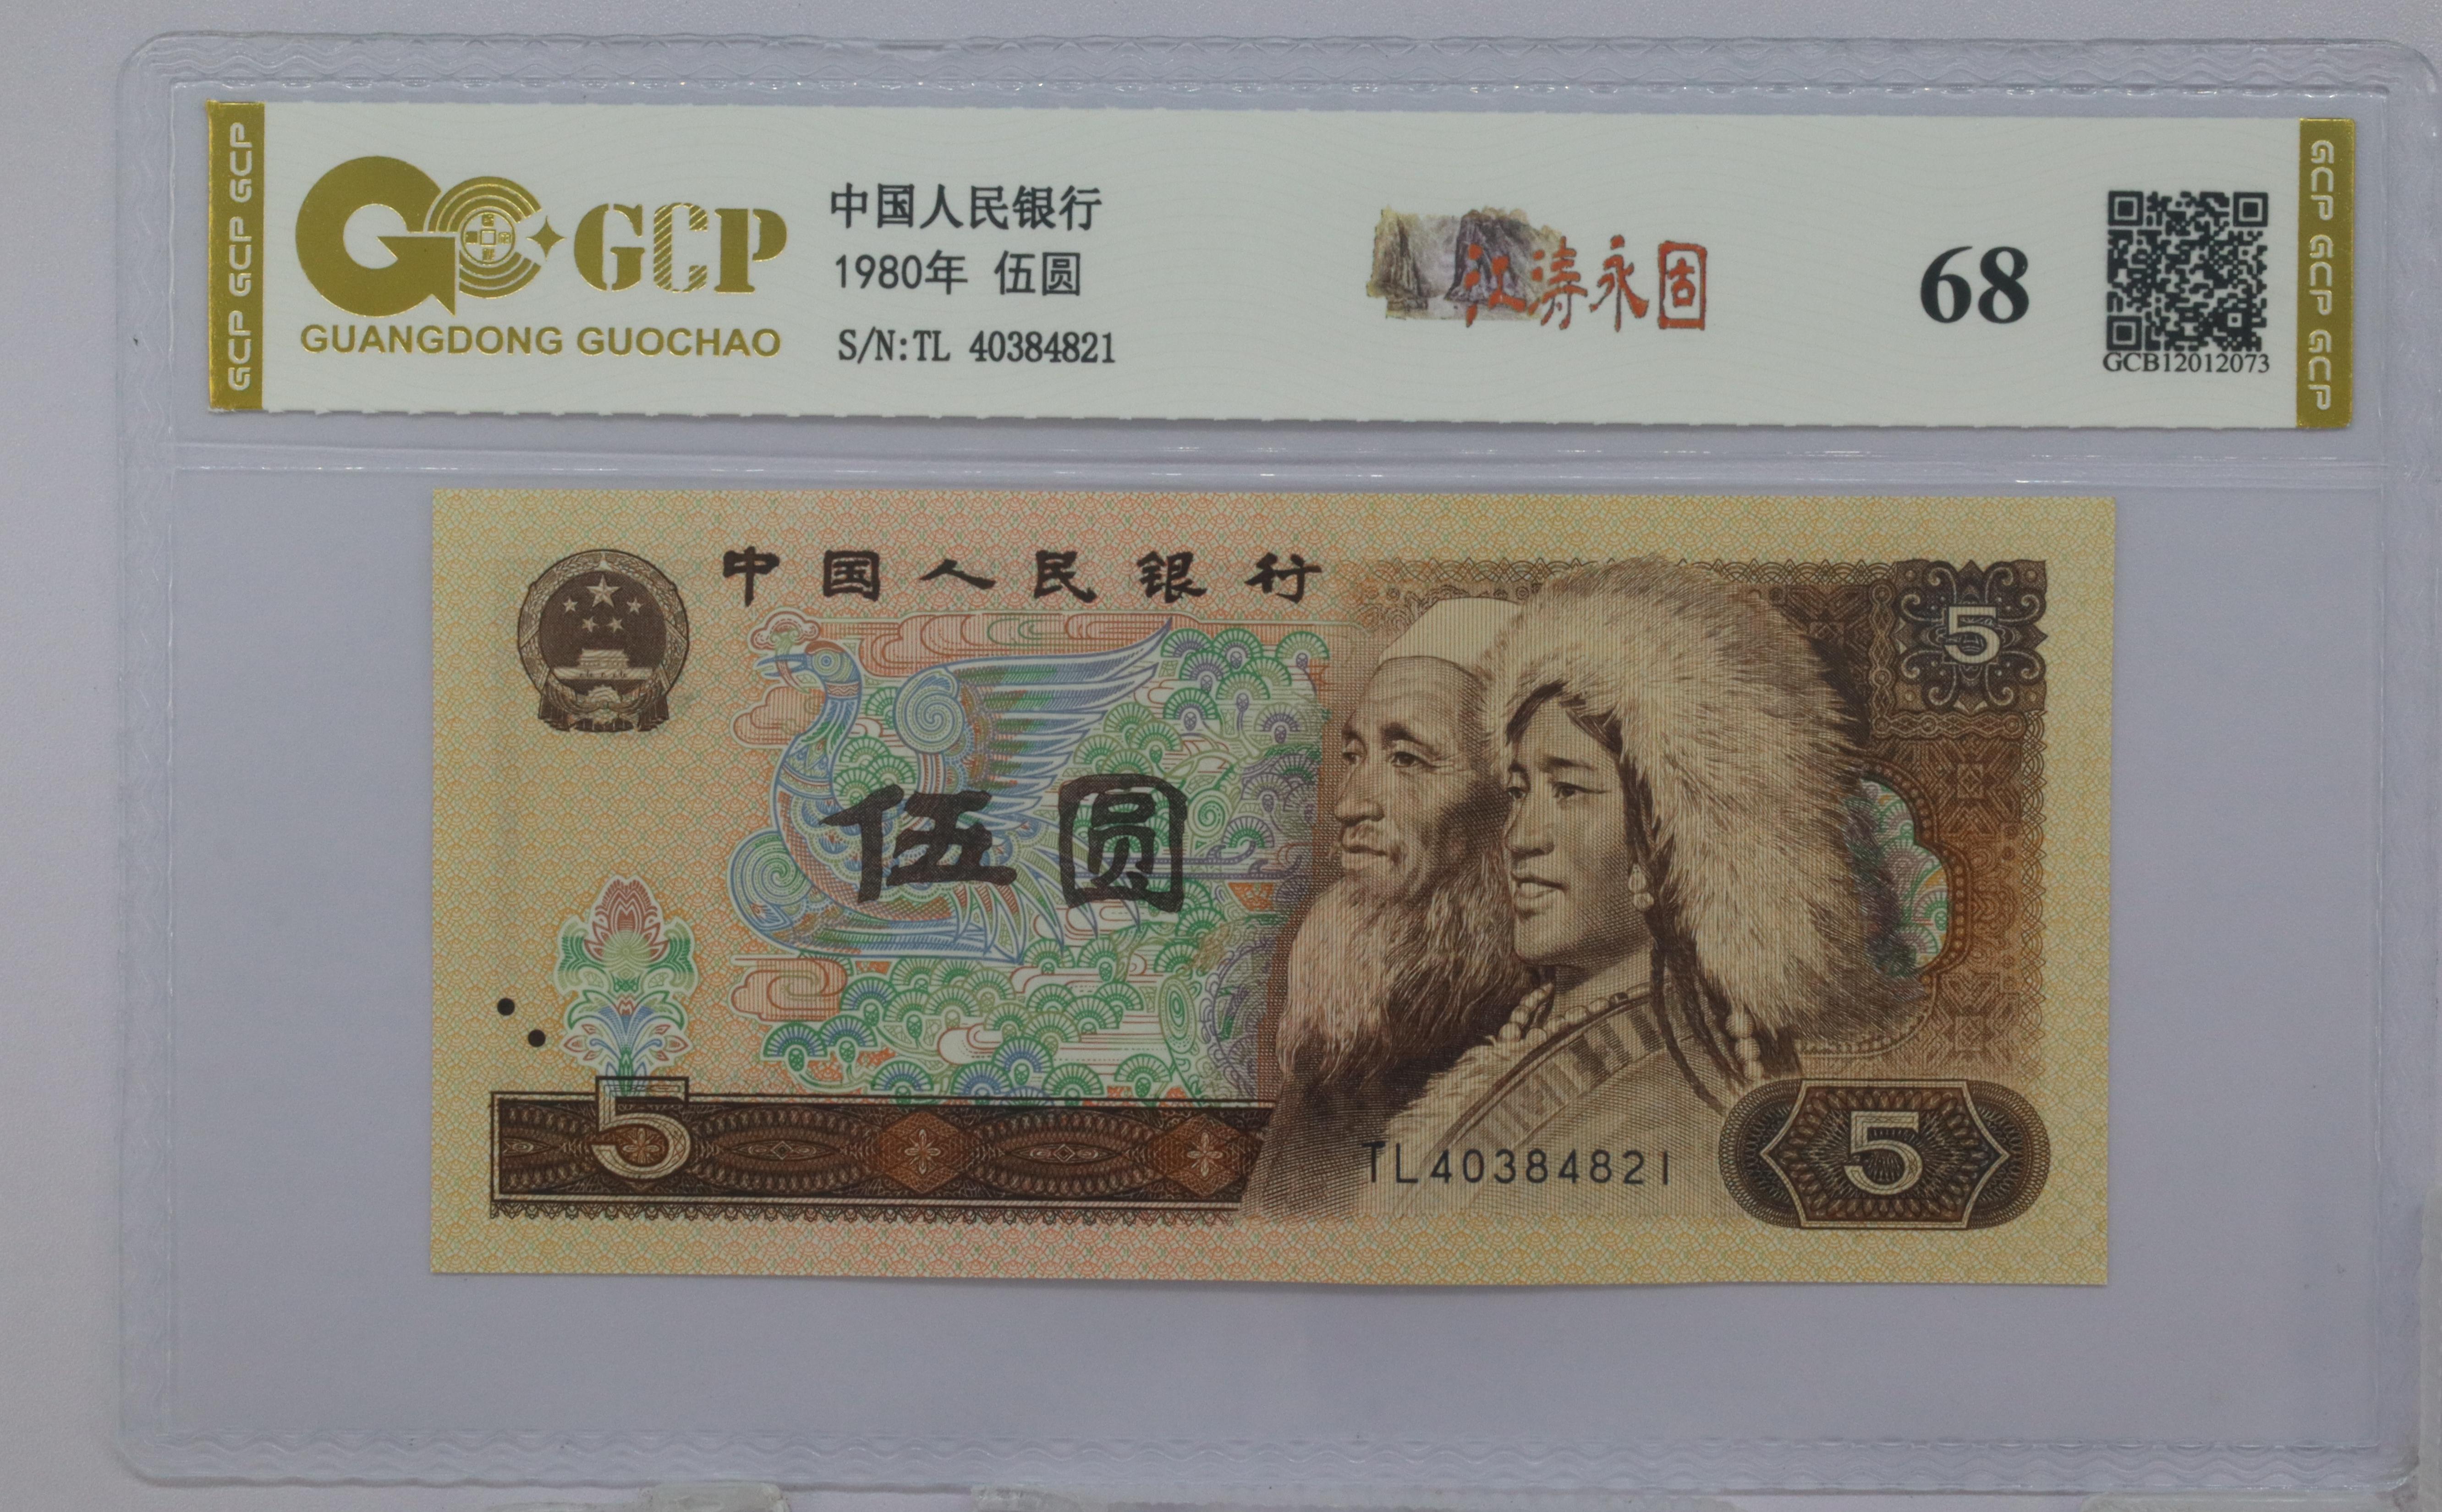 GCP GCP GCP
GCP
GUANGDONG GUOCHAO
中国人民银行
1980年 伍圆
S/N:TL 40384821
江涛永固
68
GCB12012073
GCP GCP GCP
中国人民银行
5
伍圆
5
TL40384821
5